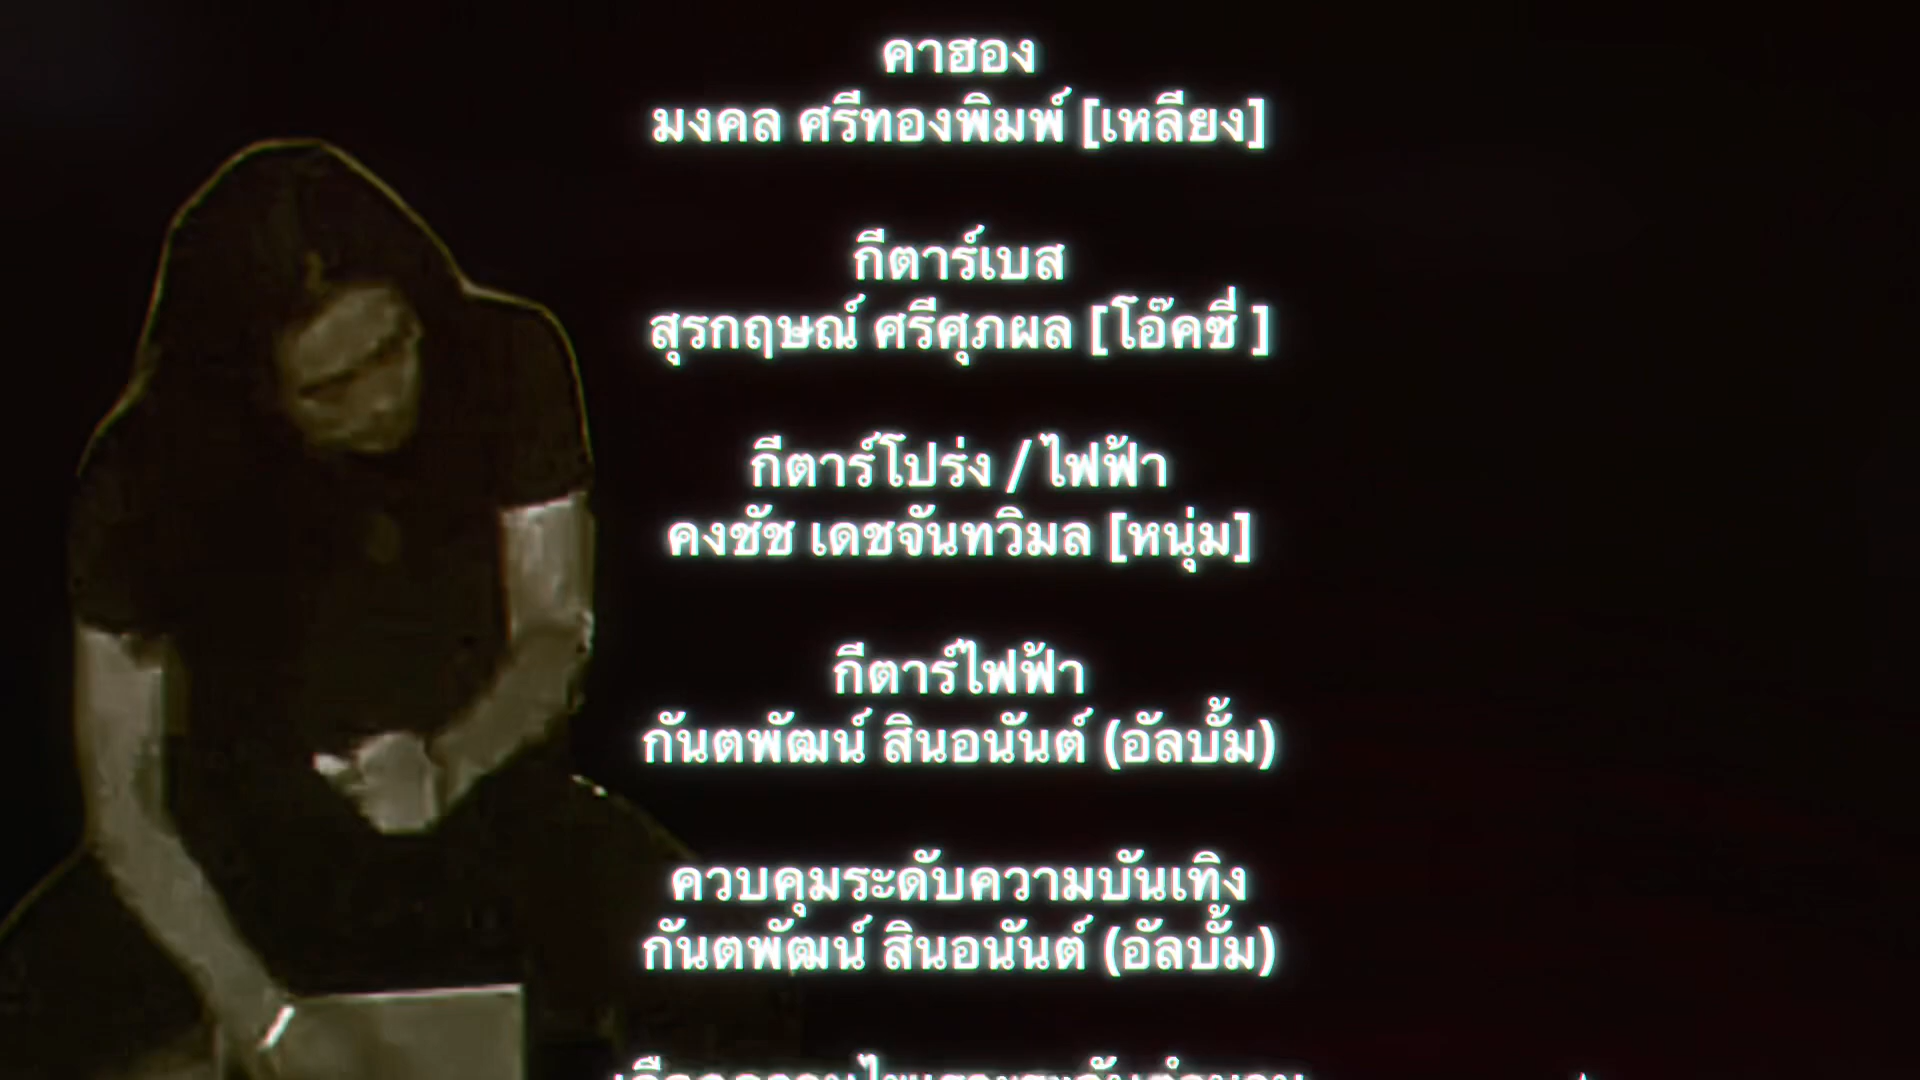 คาฮอง
มงคล ศรีทองพิมพ์ [เหลียง]
กีตาร์เบส
สุรกฤษณ์ ศรีศุภผล [โอ๊คซี่ ]
กีตาร์โปร่ง / ไฟฟ้า
คงชัช เดชจันทวิมล [หนุ่ม]
กีตาร์ไฟฟ้า
กันตพัฒน์ สินอนันต์ (อัลบั้ม)
ควบคุมระดับความบันเทิง
กันตพัฒน์ สินอนันต์ (อัลบั้ม)